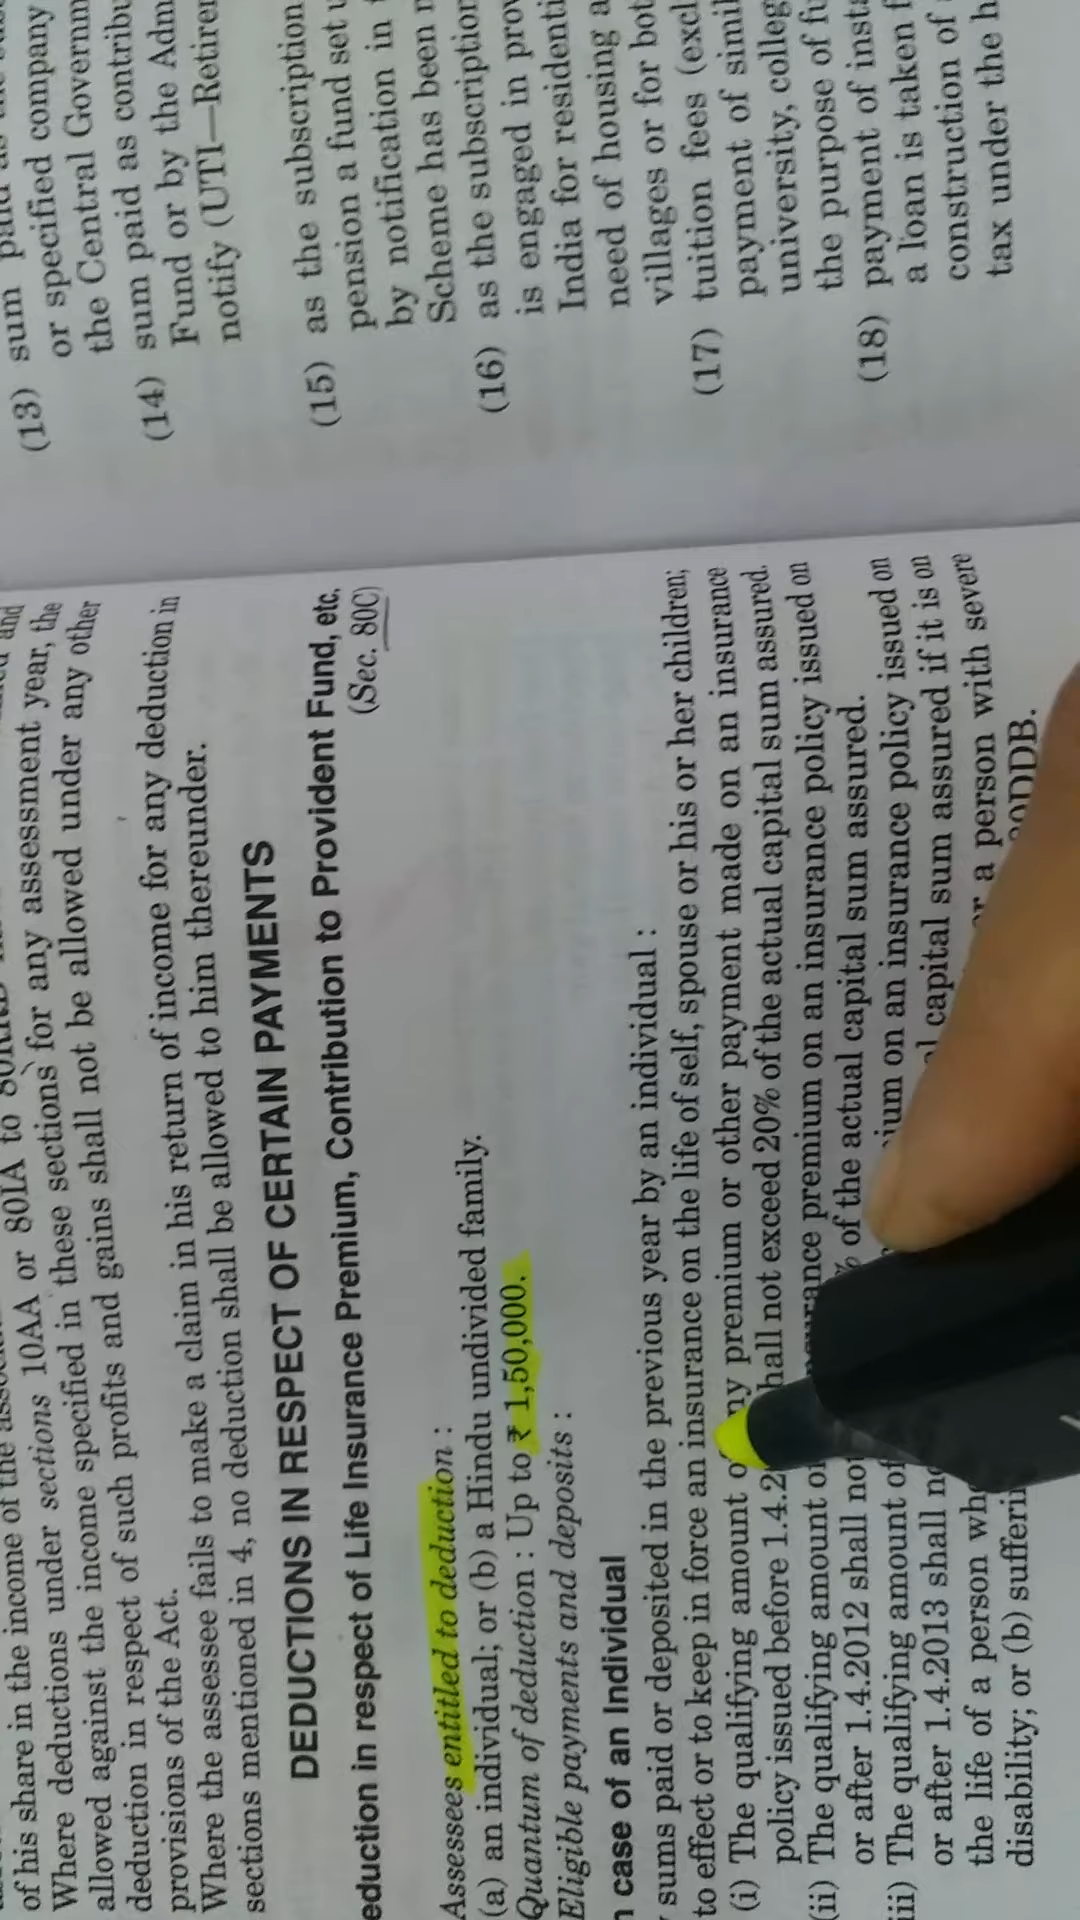 of his share in the income of the
Where deductions under sections 10AA or 80IA to
allowed against the income specified in these sections for any assessment year, the
deduction in respect of such profits and gains shall not be allowed under any other
provisions of the Act.
Where the assessee fails to make a claim in his return of income for any deduction in
sections mentioned in 4, no deduction shall be allowed to him thereunder.
DEDUCTIONS IN RESPECT OF CERTAIN PAYMENTS
eduction in respect of Life Insurance Premium, Contribution to Provident Fund, etc.
(Sec. 80C)
Assessees entitled to deduction :
(a) an individual; or (b) a Hindu undivided family.
Quantum of deduction : Up to ₹ 1,50,000.
Eligible payments and deposits :
n case of an Individual
sums paid or deposited in the previous year by an individual :
to effect or to keep in force an insurance on the life of self, spouse or his or her children;
(i) The qualifying amount ny premium or other payment made on an insurance
policy issued before 1.4.2 hall not exceed 20% of the actual capital sum assured.
(ii) The qualifying amount of urance premium on an insurance policy issued on
or after 1.4.2012 shall no % of the actual capital sum assured.
iii) The qualifying amount of ium on an insurance policy issued on
or after 1.4.2013 shall n capital sum assured if it is on
the life of a person wh a person with severe
disability; or (b) sufferi DDB.
(13) sum
or specified company
the Central Governm
(14) sum paid as contribu
Fund or by the Adm
notify (UTI—Retirem
(15) as the subscription
pension a fund set u
by notification in
Scheme has been n
(16) as the subscription
is engaged in prov
India for residenti
need of housing a
villages or for bot
(17) tuition fees (excl
payment of simil
university, colleg
the purpose of fu
(18) payment of insta
a loan is taken f
construction of
tax under the h